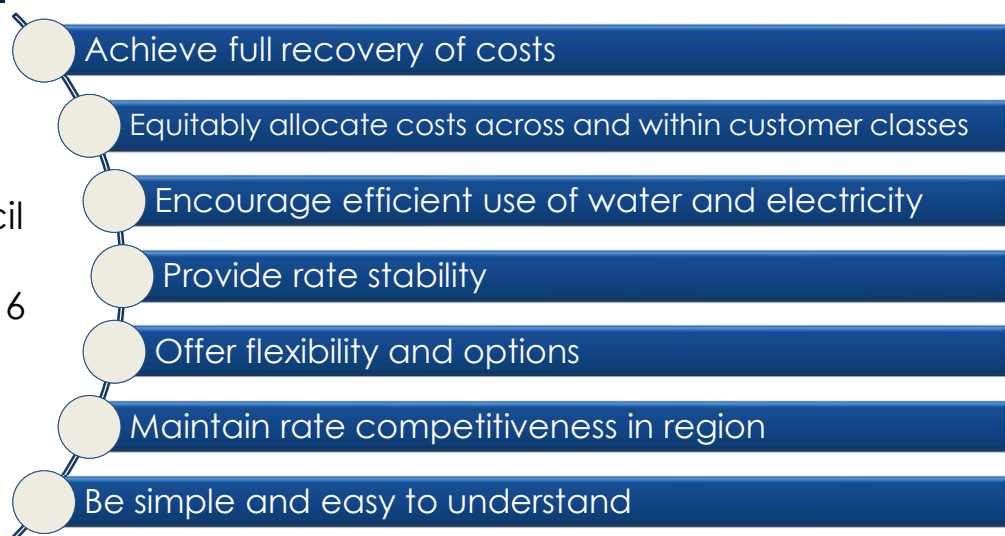 Achieve full recovery of costs
Equitably allocate costs across and within customer classes
Encourage efficient use of water and electricity
cil
Provide rate stability
6
Offer flexibility and options
Maintain rate competitiveness in region
Be simple and easy to understand